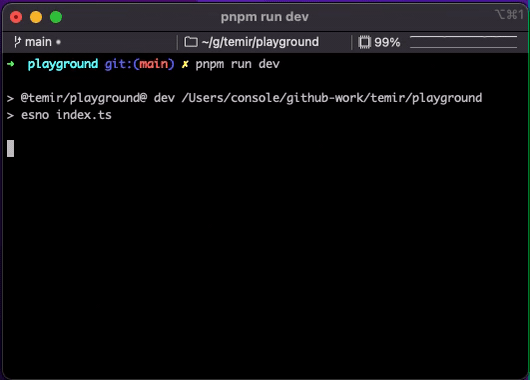 pnpm run dev
⌥⌘1
main •
~/g/temir/playground
99%
➜ playground git:(main) ✗ pnpm run dev
> @temir/playground@ dev /Users/console/github-work/temir/playground
> esno index.ts